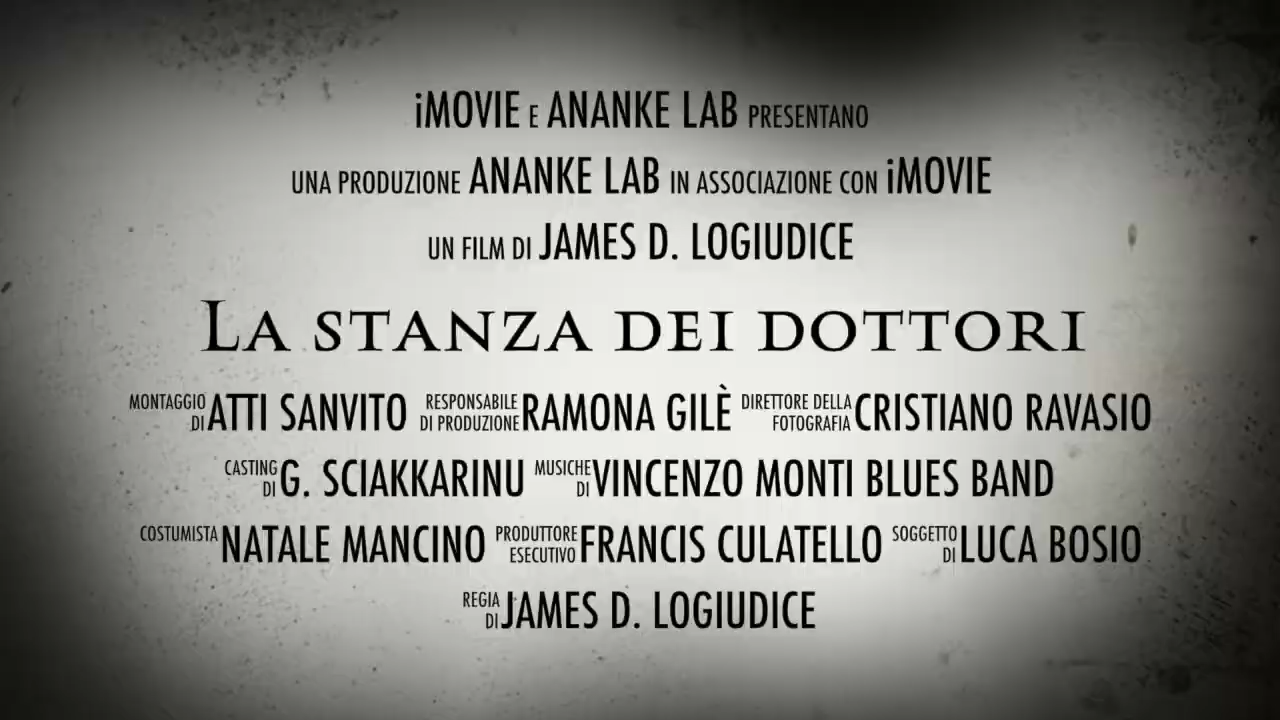 iMOVIE E ANANKE LAB PRESENTANO
UNA PRODUZIONE ANANKE LAB IN ASSOCIAZIONE CON iMOVIE
UN FILM DI JAMES D. LOGIUDICE
LA STANZA DEI DOTTORI
MONTAGGIO DI ATTI SANVITO RESPONSABILE DI PRODUZIONE RAMONA GILÈ DIRETTORE DELLA FOTOGRAFIA CRISTIANO RAVASIO
CASTING DI G. SCIAKKARINU MUSICHE DI VINCENZO MONTI BLUES BAND
COSTUMISTA NATALE MANCINO PRODUTTORE ESECUTIVO FRANCIS CULATELLO SOGGETTO DI LUCA BOSIO
REGIA DI JAMES D. LOGIUDICE